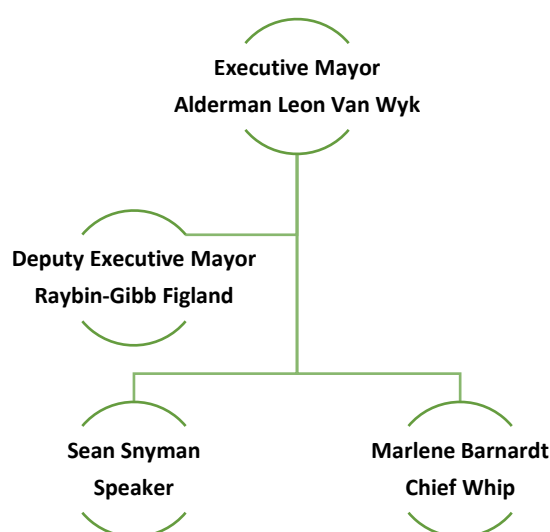 Executive Mayor
Alderman Leon Van Wyk
Deputy Executive Mayor
Raybin-Gibb Figland
Sean Snyman
Speaker
Marlene Barnardt
Chief Whip